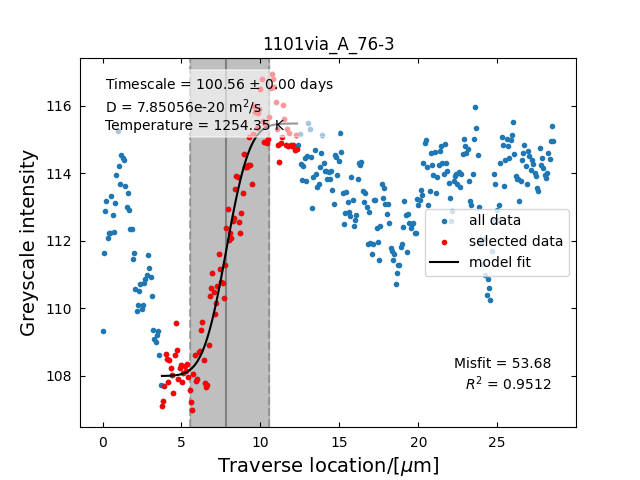 1101via_A_76-3
Timescale = 100.56 ± 0.00 days
D = 7.85056e-20 m²/s
Temperature = 1254.35 K
116
114
112
110
108
Greyscale intensity
all data
selected data
model fit
Misfit = 53.68
R² = 0.9512
0 5 10 15 20 25
Traverse location/[μm]